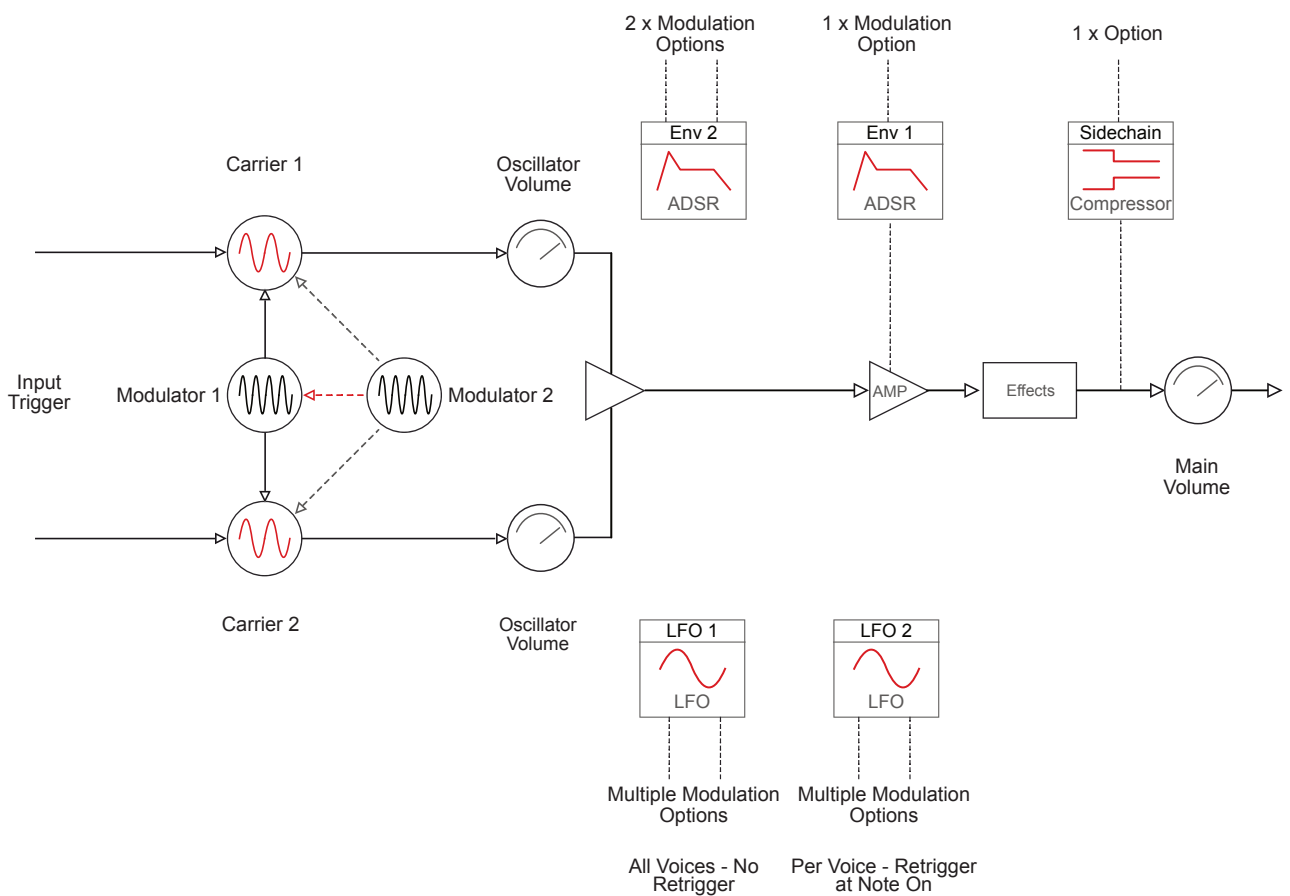 2 x Modulation
Options
1 x Modulation
Option
1 x Option
Env 2
ADSR
Env 1
ADSR
Sidechain
Compressor
Carrier 1
Oscillator
Volume
Input
Trigger
Modulator 1
Modulator 2
AMP
Effects
Main
Volume
Carrier 2
Oscillator
Volume
LFO 1
LFO
LFO 2
LFO
Multiple Modulation
Options
Multiple Modulation
Options
All Voices - No
Retrigger
Per Voice - Retrigger
at Note On